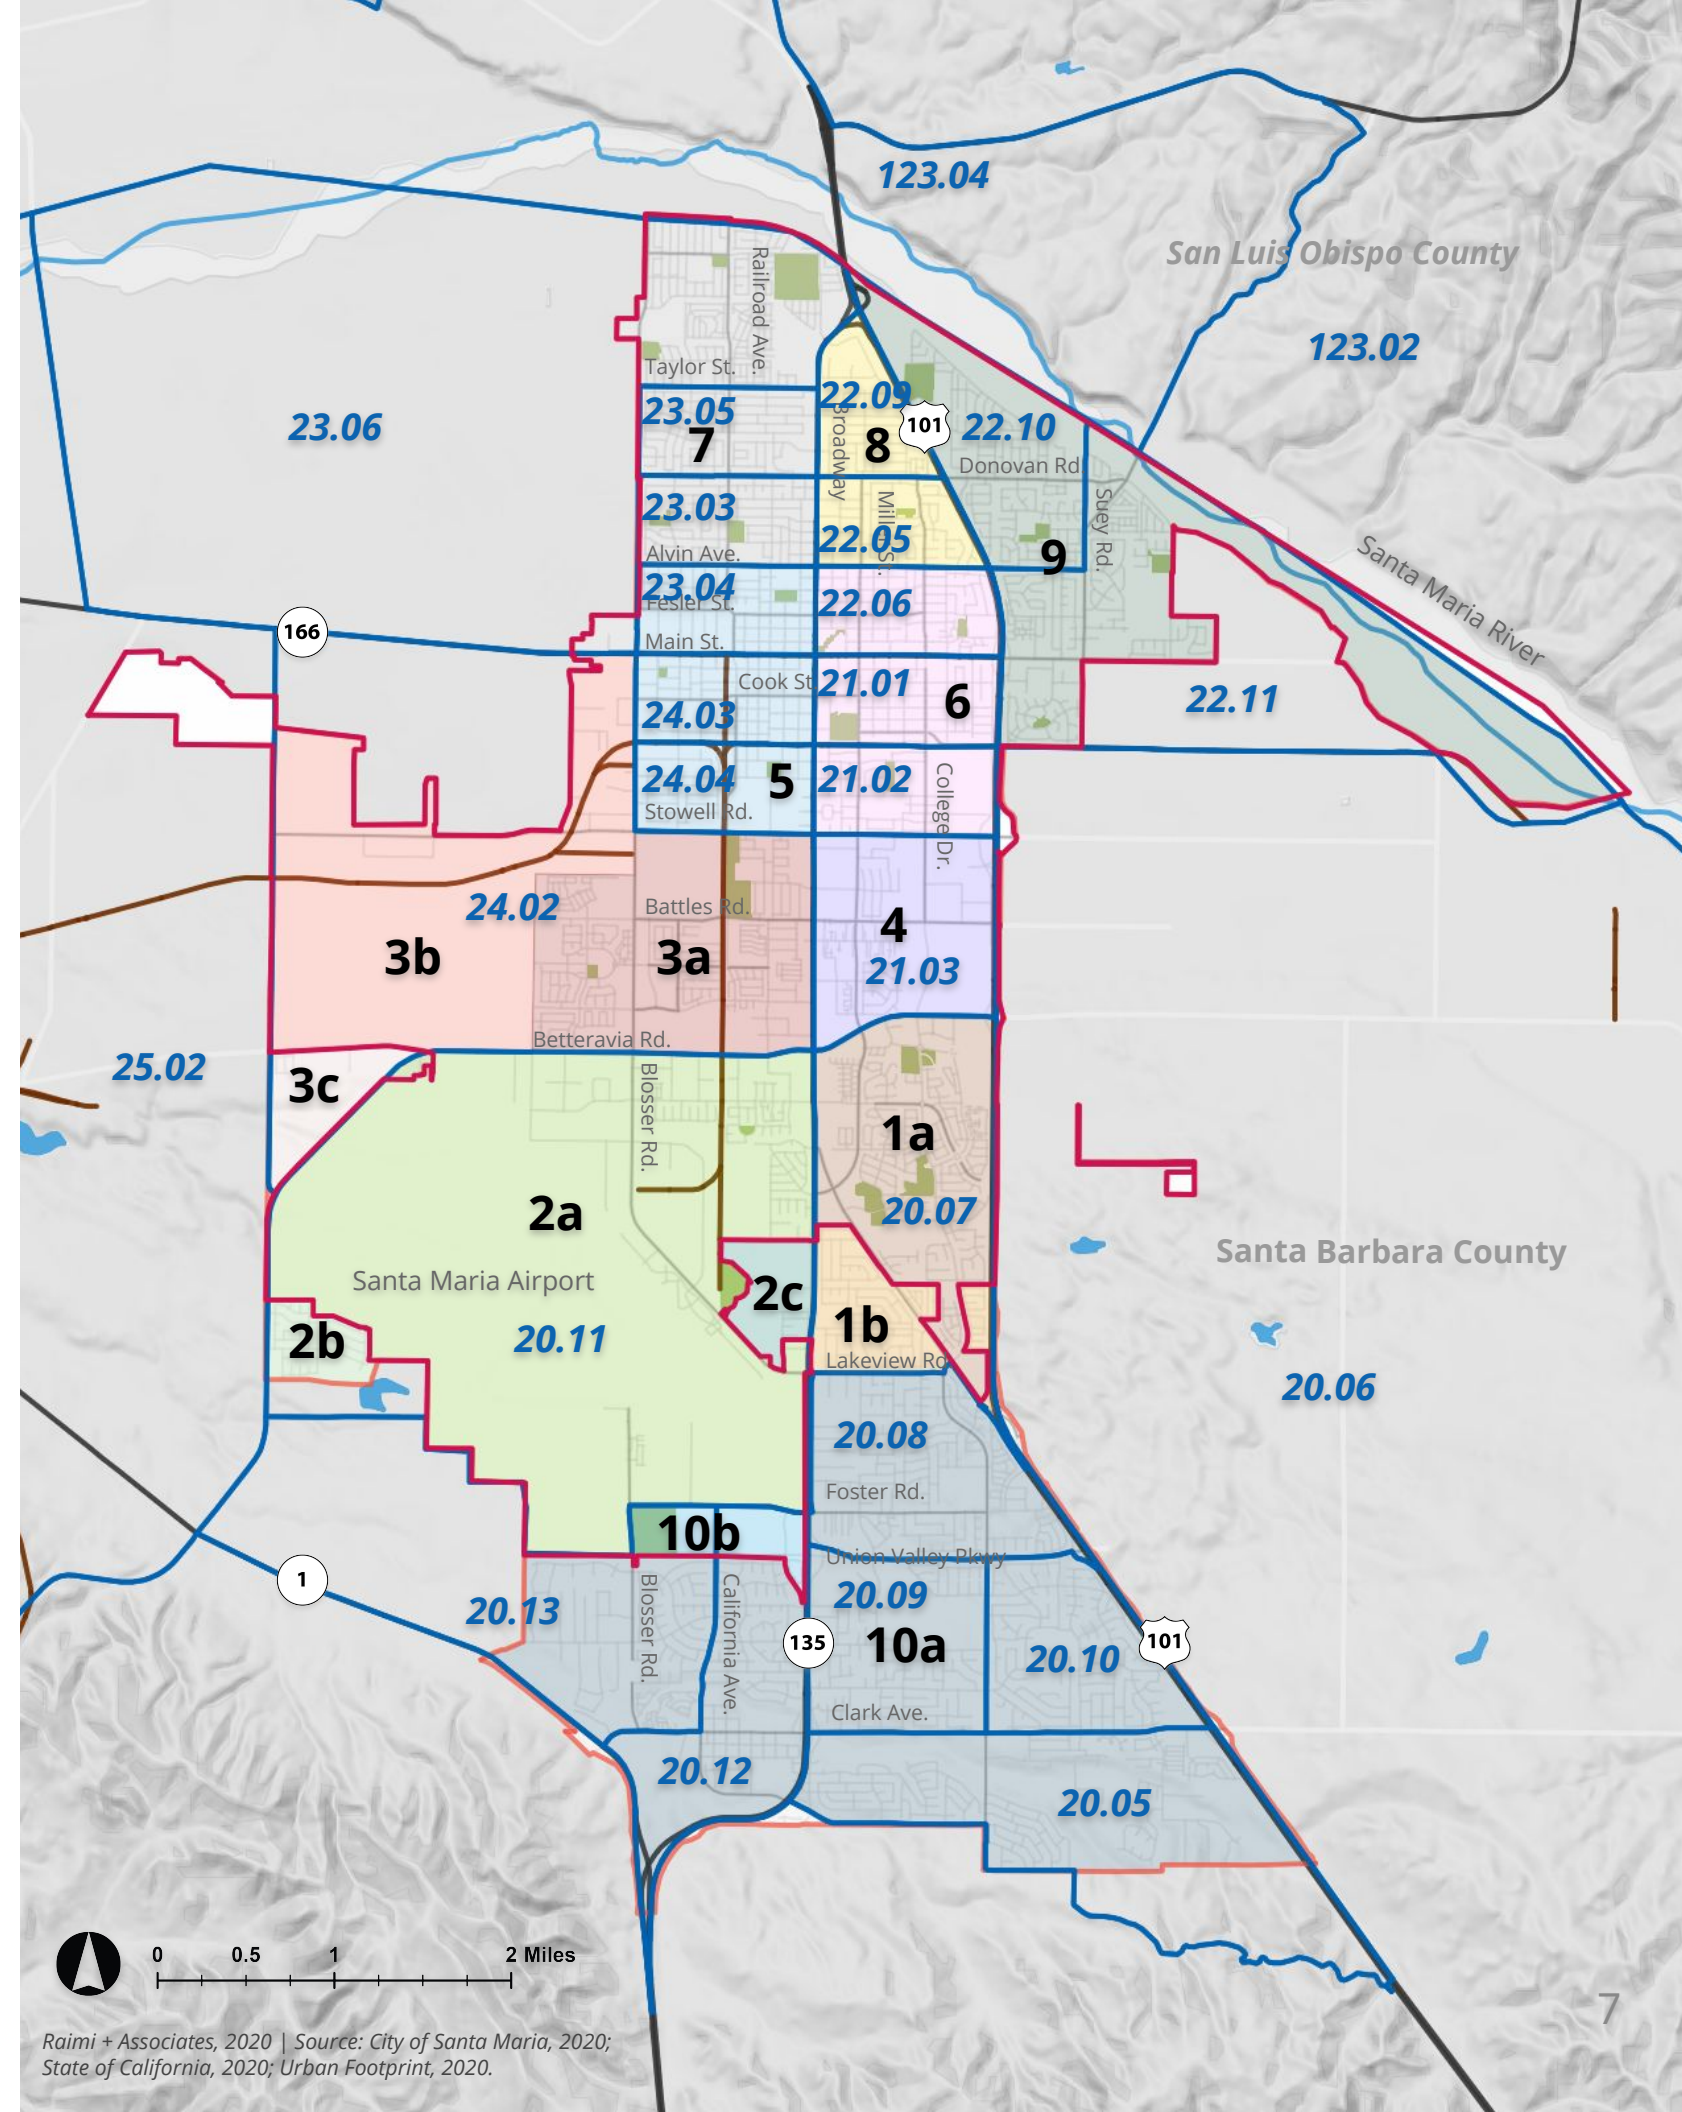 123.04
San Luis Obispo County
123.02
Railroad Ave.
Taylor St.
23.06
23.05
7
22.09
Broadway
8
101
22.10
Donovan Rd.
Suey Rd.
23.03
Miller St.
22.05
9
Alvin Ave.
23.04
Fesler St.
22.06
Santa Maria River
166
Main St.
Cook St
21.01
6
22.11
24.03
24.04
5
21.02
College Dr.
Stowell Rd.
24.02
Battles Rd.
3b
3a
4
21.03
Betteravia Rd.
25.02
3c
Blosser Rd.
1a
2a
20.07
Santa Barbara County
Santa Maria Airport
2c
20.11
2b
1b
Lakeview Rd
20.06
20.08
Foster Rd.
10b
Union Valley Pkwy
1
20.13
Blosser Rd.
California Ave.
20.09
135
10a
20.10
101
Clark Ave.
20.12
20.05
0 0.5 1 2 Miles
7
Raimi + Associates, 2020 | Source: City of Santa Maria, 2020;
State of California, 2020; Urban Footprint, 2020.